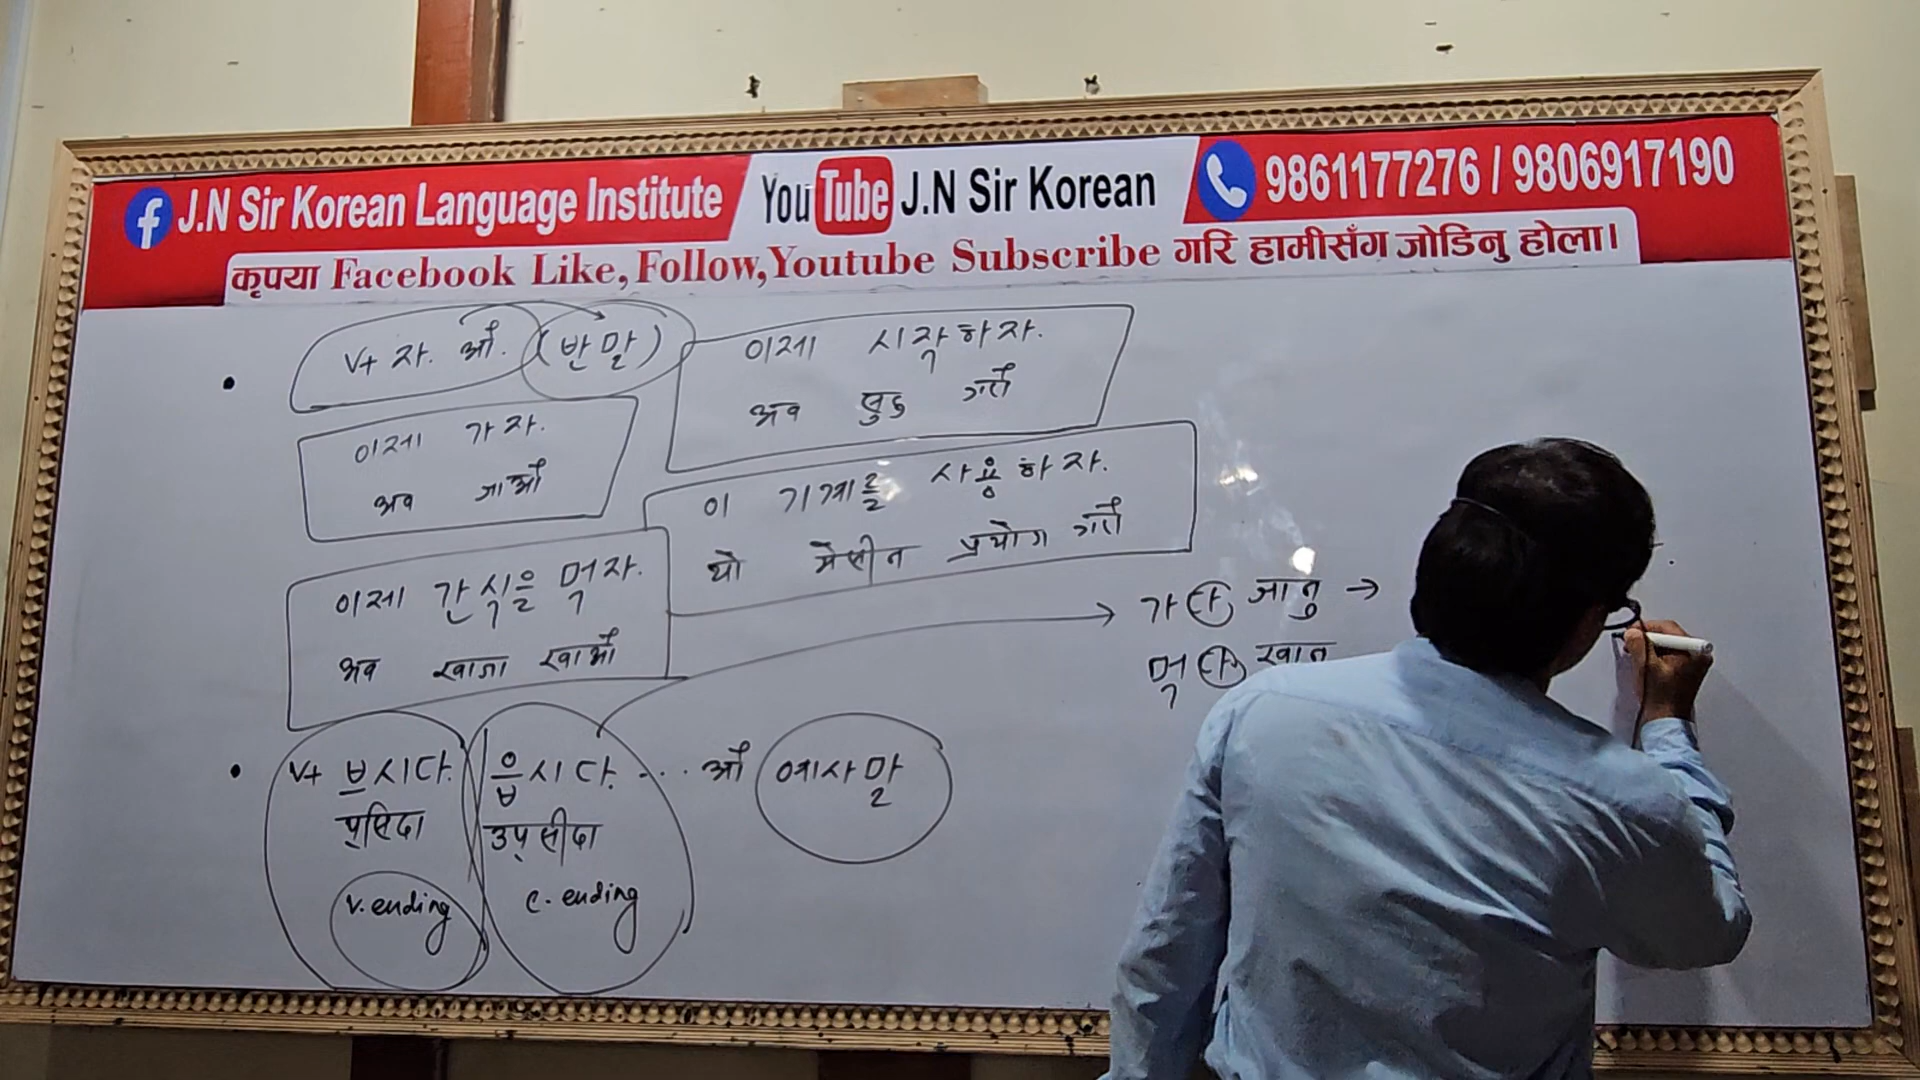 J.N Sir Korean Language Institute YouTube J.N Sir Korean 9861177276 / 9806917190
कृपया Facebook Like, Follow, Youtube Subscribe गरि हामीसँग जोडिनु होला।
V+ 자. औं. (반말)
이제 시작하자.
अब सुरु गरौं
이제 가자.
अब जाऔं
이 기계를 사용하자.
यो मेसीन प्रयोग गरौं
이제 간식을 먹자.
अब खाजा खाऔं
가다 जानु →
먹다 खानु
V+ ㅂ시다. 읍시다. ... औं 예사말
प्सिदा उप्सीदा
V. ending C. ending